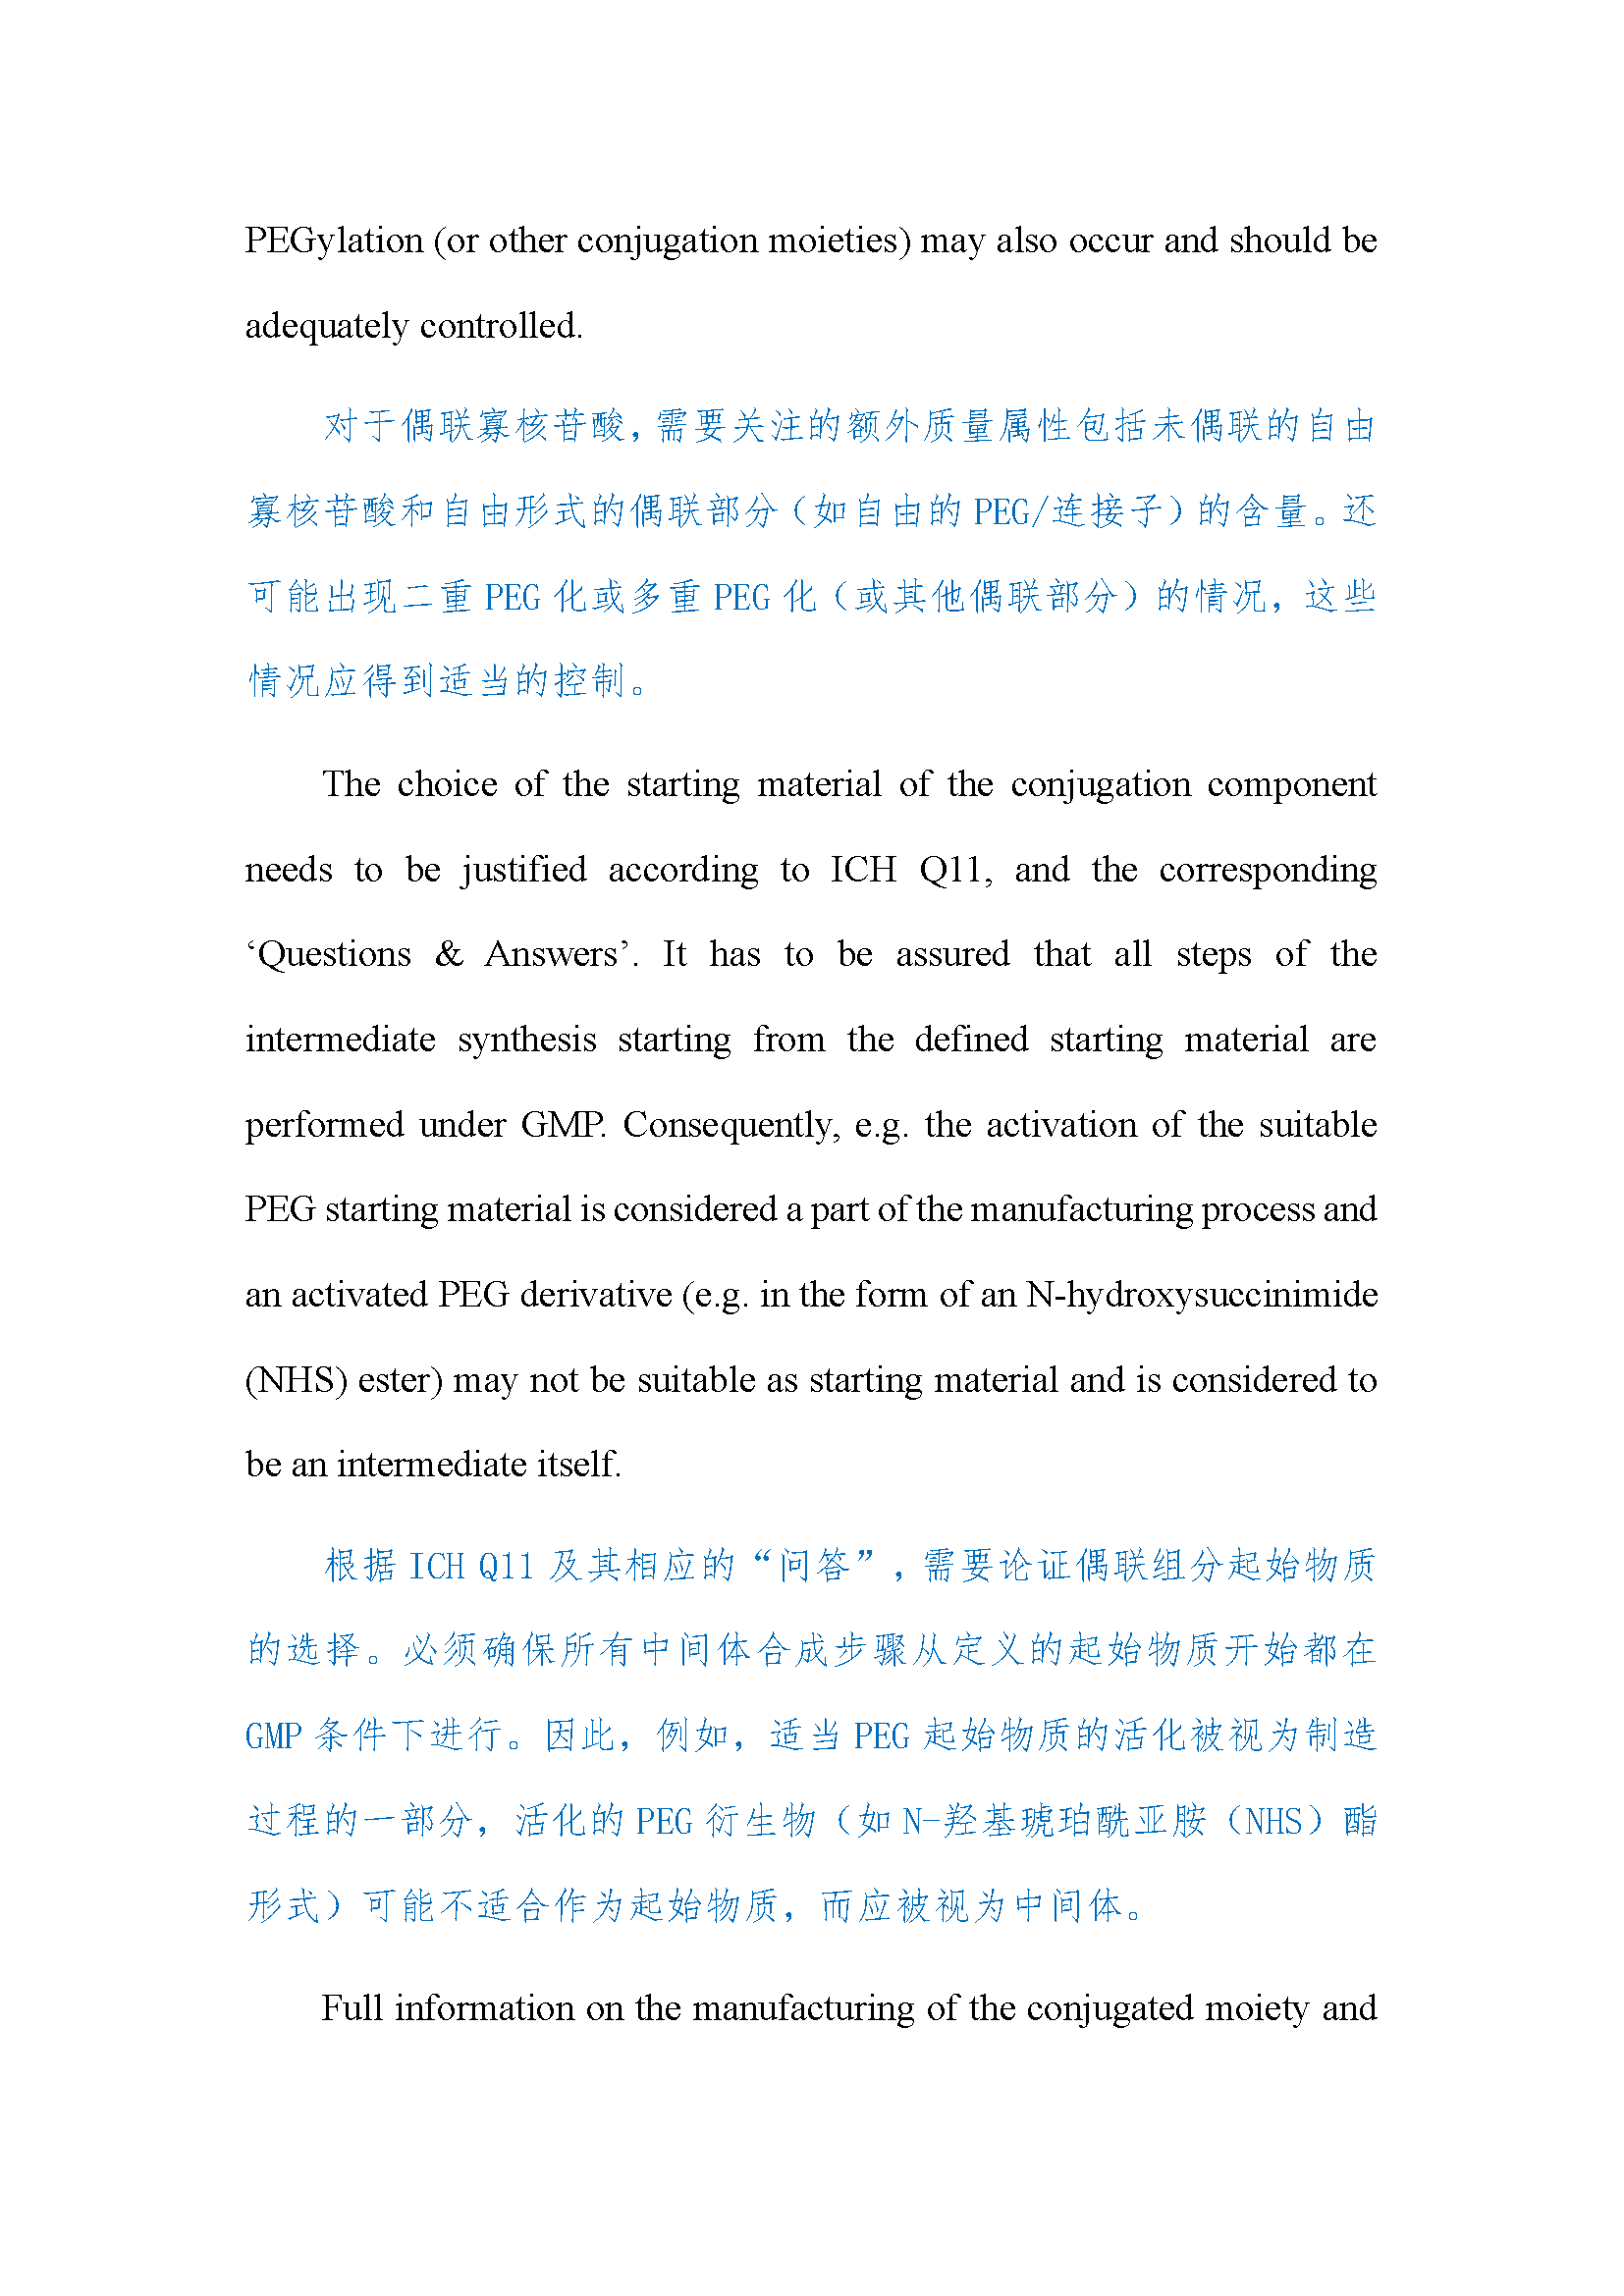 PEGylation (or other conjugation moieties) may also occur and should be
adequately controlled.
对于偶联寡核苷酸，需要关注的额外质量属性包括未偶联的自由
寡核苷酸和自由形式的偶联部分（如自由的 PEG/连接子）的含量。还
可能出现二重 PEG 化或多重 PEG 化（或其他偶联部分）的情况，这些
情况应得到适当的控制。
The choice of the starting material of the conjugation component
needs to be justified according to ICH Q11, and the corresponding
‘Questions & Answers’. It has to be assured that all steps of the
intermediate synthesis starting from the defined starting material are
performed under GMP. Consequently, e.g. the activation of the suitable
PEG starting material is considered a part of the manufacturing process and
an activated PEG derivative (e.g. in the form of an N-hydroxysuccinimide
(NHS) ester) may not be suitable as starting material and is considered to
be an intermediate itself.
根据 ICH Q11 及其相应的“问答”，需要论证偶联组分起始物质
的选择。必须确保所有中间体合成步骤从定义的起始物质开始都在
GMP 条件下进行。因此，例如，适当 PEG 起始物质的活化被视为制造
过程的一部分，活化的 PEG 衍生物（如 N-羟基琥珀酰亚胺（NHS）酯
形式）可能不适合作为起始物质，而应被视为中间体。
Full information on the manufacturing of the conjugated moiety and